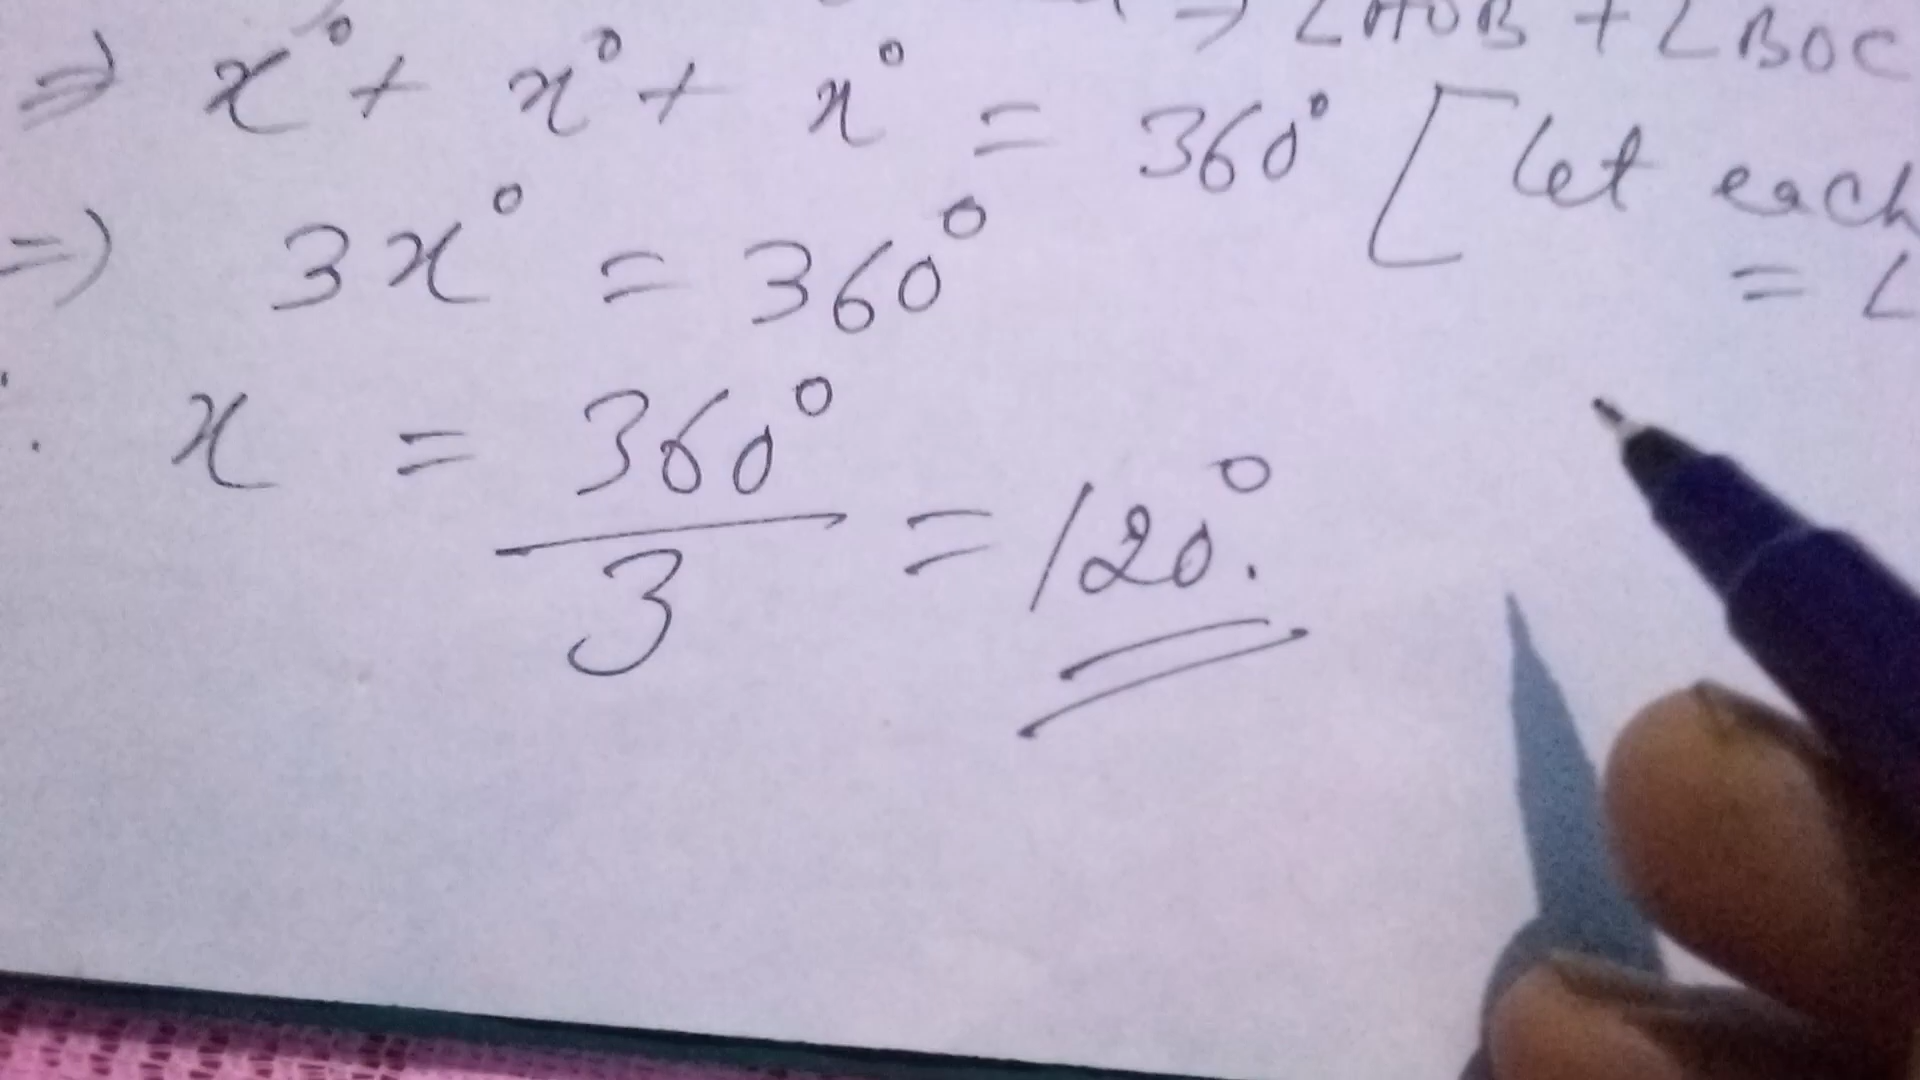 ⇒ ∠AOB + ∠BOC
⇒ x° + x° + x° = 360° [let each
= ∠
⇒ 3x° = 360°
x = 360°/3 = 120°.